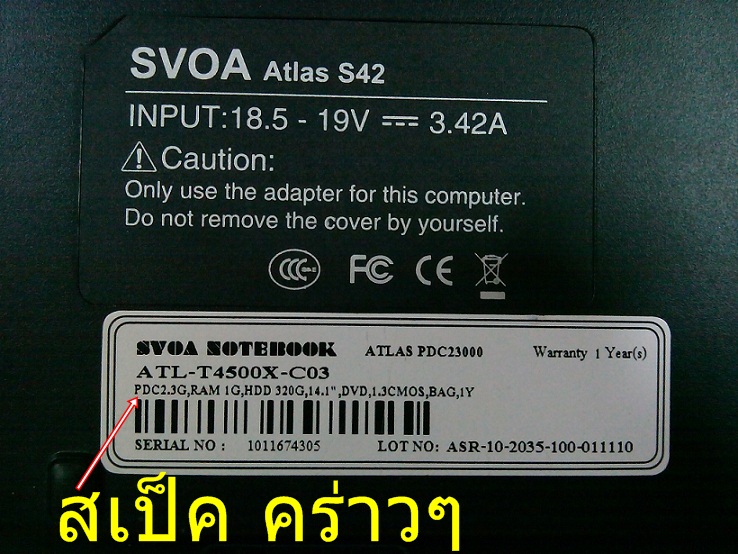 SVOA Atlas S42
INPUT:18.5 - 19V 3.42A
Caution:
Only use the adapter for this computer.
Do not remove the cover by yourself.
CCC FC CE
SVOA NOTEBOOK ATLAS PDC23000 Warranty 1 Year(s)
ATL-T4500X-C03
PDC2.3G,RAM 1G,HDD 320G,14.1",DVD,1.3CMOS,BAG,1Y
SERIAL NO : 1011674305 LOT NO: ASR-10-2035-100-011110
สเป็ค คร่าวๆ